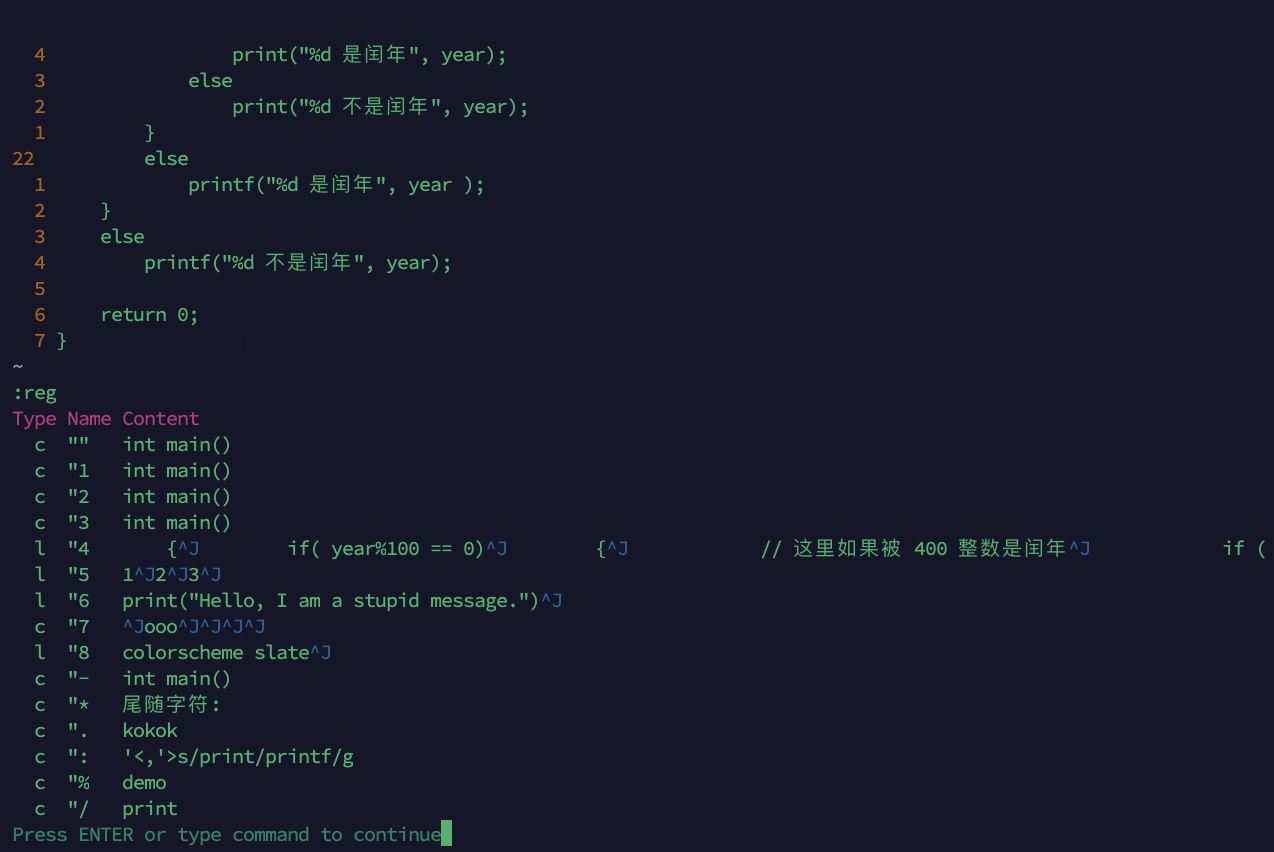 4                 print("%d 是闰年", year);
3             else
2                 print("%d 不是闰年", year);
1         }
22          else
1             printf("%d 是闰年", year );
2     }
3     else
4         printf("%d 不是闰年", year);
5
6     return 0;
7 }
~
:reg
Type Name Content
c  ""   int main()
c  "1   int main()
c  "2   int main()
c  "3   int main()
l  "4       {^J        if( year%100 == 0)^J        {^J            // 这里如果被 400 整数是闰年^J            if (
l  "5   1^J2^J3^J
l  "6   print("Hello, I am a stupid message.")^J
c  "7   ^Jooo^J^J^J^J
l  "8   colorscheme slate^J
c  "-   int main()
c  "*   尾随字符:
c  ".   kokok
c  ":   '<,'>s/print/printf/g
c  "%   demo
c  "/   print
Press ENTER or type command to continue